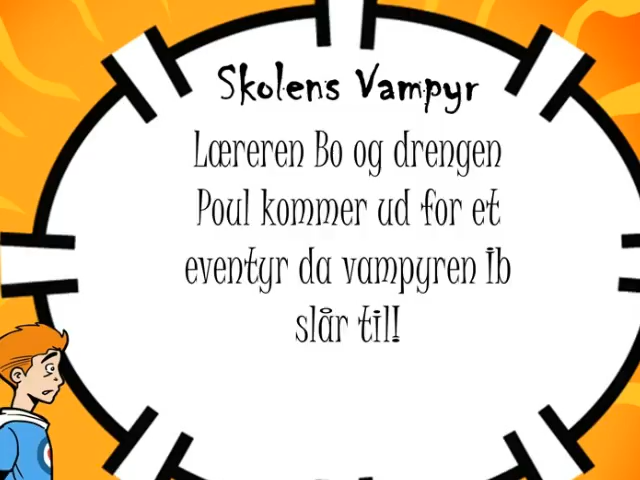 Skolens Vampyr
Læreren Bo og drengen
Poul kommer ud for et
eventyr da vampyren Ib
slår til!